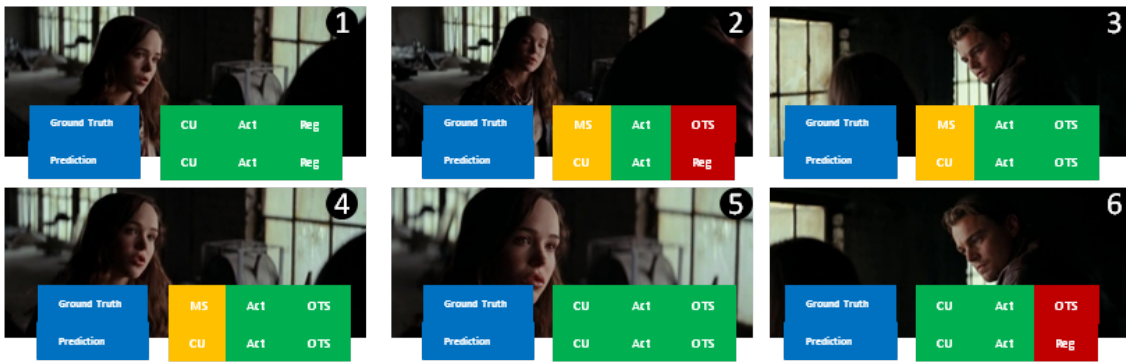 1
Ground Truth CU Act Reg
Prediction CU Act Reg
2
Ground Truth MS Act OTS
Prediction CU Act Reg
3
Ground Truth MS Act OTS
Prediction CU Act OTS
4
Ground Truth MS Act OTS
Prediction CU Act OTS
5
Ground Truth CU Act OTS
Prediction CU Act OTS
6
Ground Truth CU Act OTS
Prediction CU Act Reg